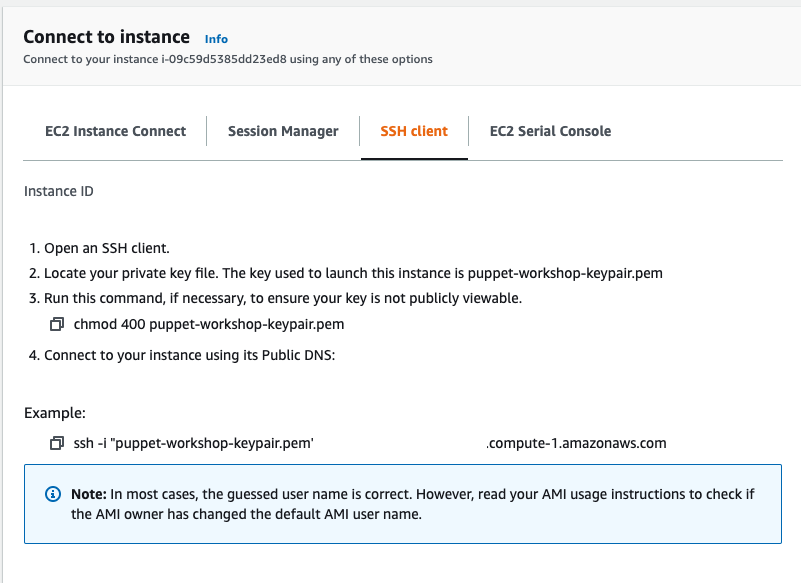 Connect to instance Info
Connect to your instance i-09c59d5385dd23ed8 using any of these options
EC2 Instance Connect
Session Manager
SSH client
EC2 Serial Console
Instance ID
1. Open an SSH client.
2. Locate your private key file. The key used to launch this instance is puppet-workshop-keypair.pem
3. Run this command, if necessary, to ensure your key is not publicly viewable.
chmod 400 puppet-workshop-keypair.pem
4. Connect to your instance using its Public DNS:
Example:
ssh -i "puppet-workshop-keypair.pem' .compute-1.amazonaws.com
Note: In most cases, the guessed user name is correct. However, read your AMI usage instructions to check if
the AMI owner has changed the default AMI user name.